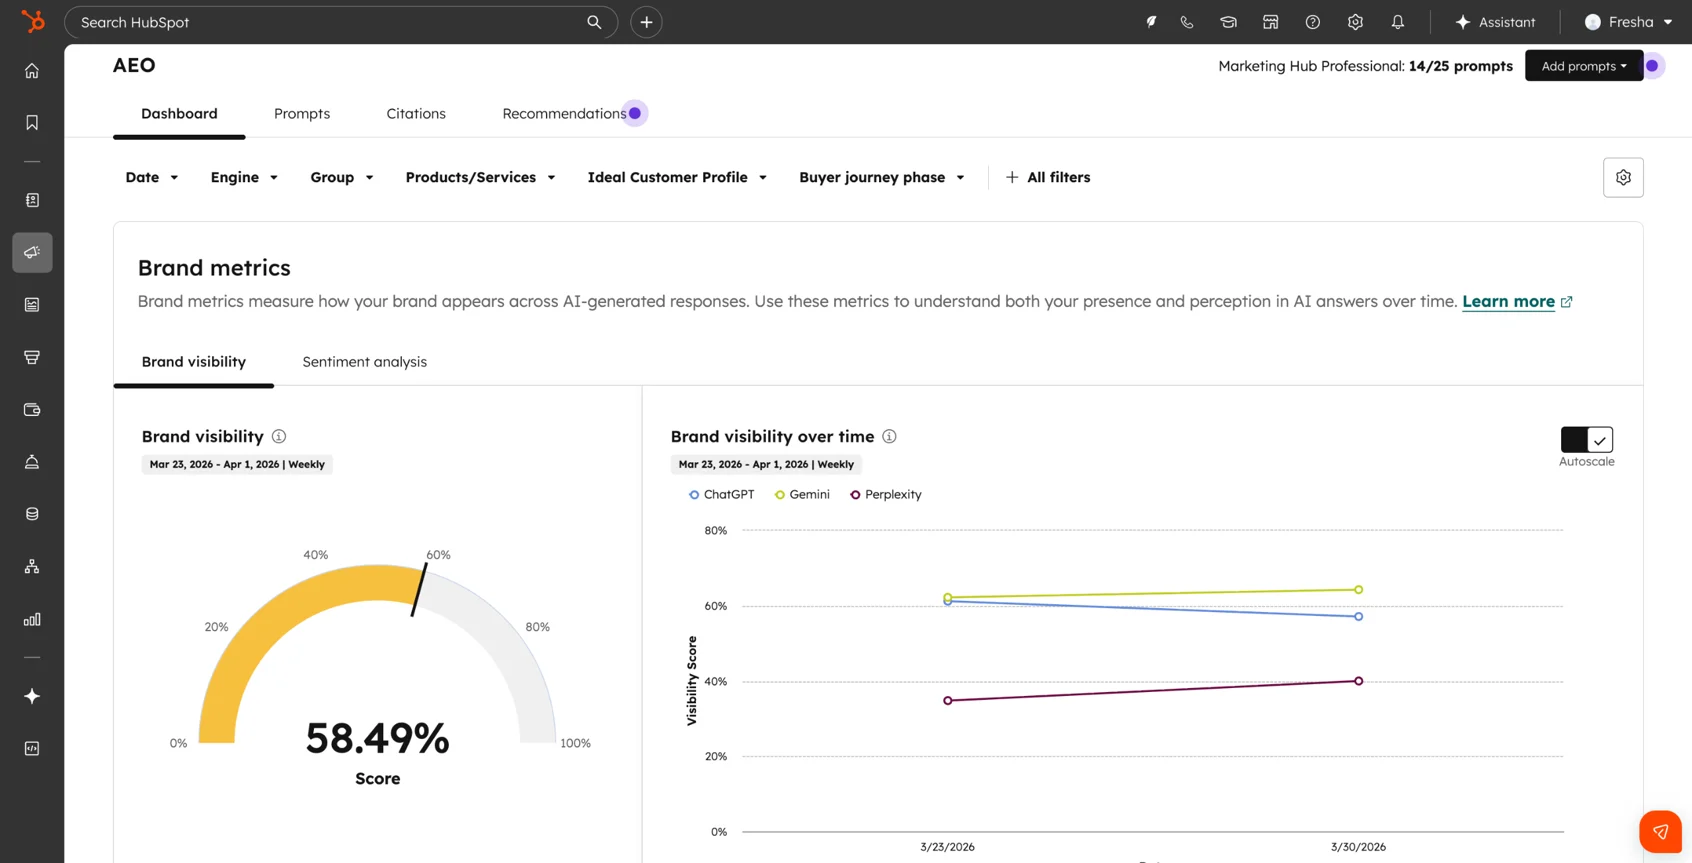 Search HubSpot
Assistant
Fresha
AEO
Marketing Hub Professional: 14/25 prompts
Add prompts
Dashboard
Prompts
Citations
Recommendations
Date
Engine
Group
Products/Services
Ideal Customer Profile
Buyer journey phase
All filters
Brand metrics
Brand metrics measure how your brand appears across AI-generated responses. Use these metrics to understand both your presence and perception in AI answers over time. Learn more
Brand visibility
Sentiment analysis
Brand visibility
Mar 23, 2026 - Apr 1, 2026 | Weekly
0%
20%
40%
60%
80%
100%
58.49%
Score
Brand visibility over time
Mar 23, 2026 - Apr 1, 2026 | Weekly
Autoscale
ChatGPT
Gemini
Perplexity
Visibility Score
80%
60%
40%
20%
0%
3/23/2026
3/30/2026